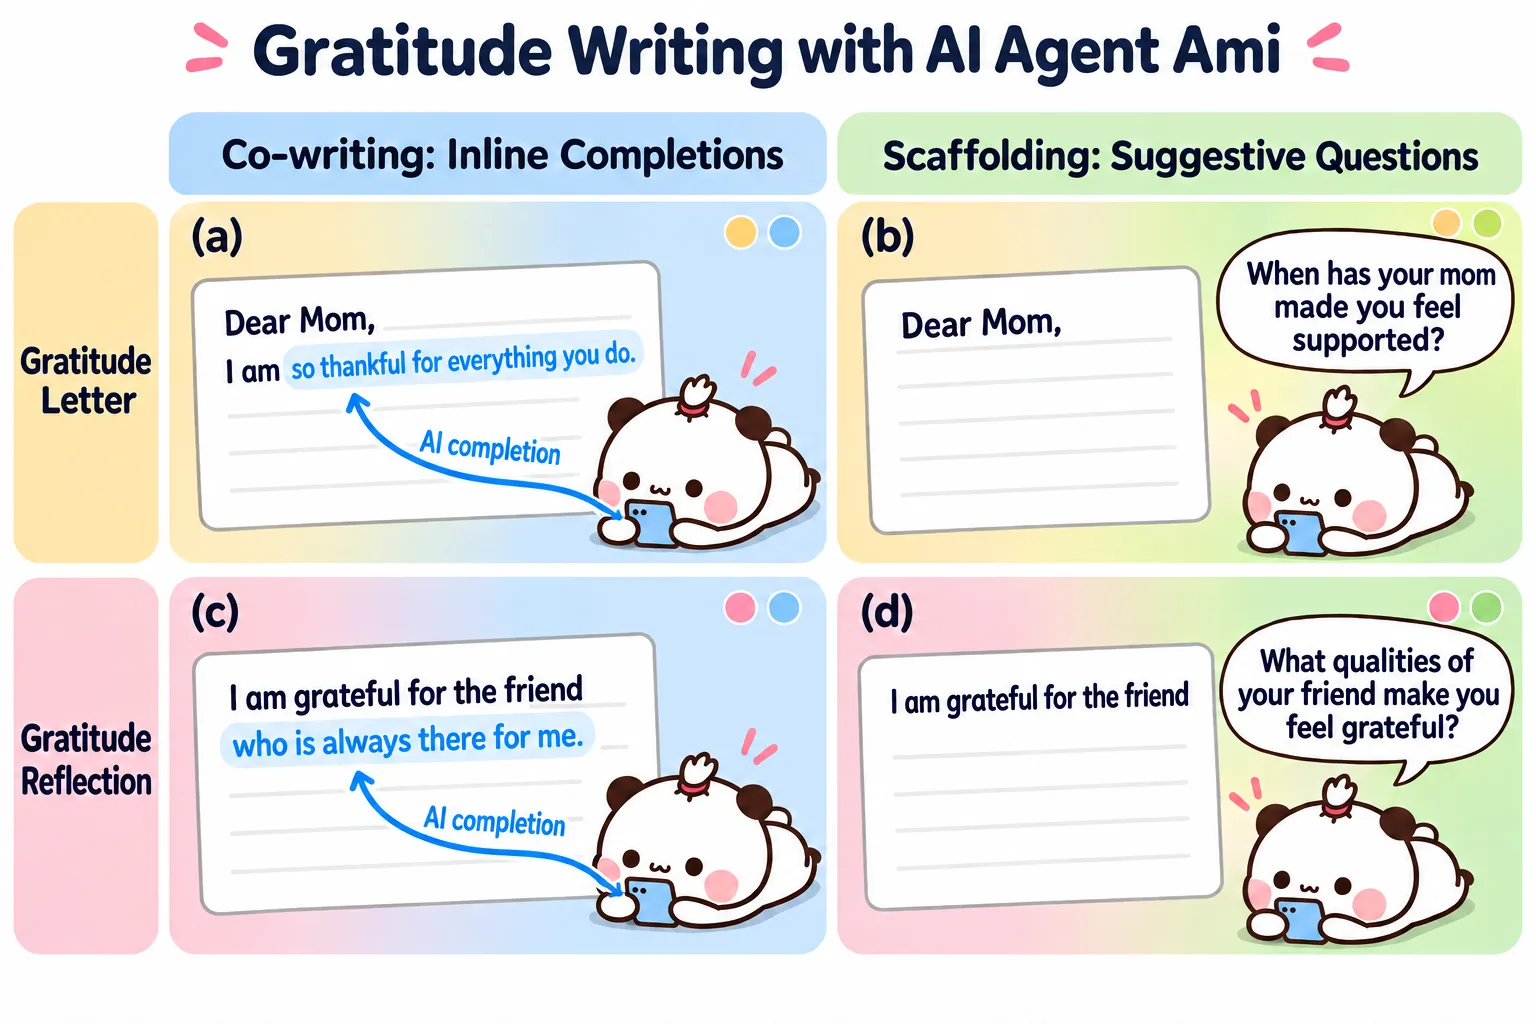 Gratitude Writing with AI Agent Ami
Co-writing: Inline Completions
Scaffolding: Suggestive Questions
Gratitude
Letter
(a)
Dear Mom,
I am so thankful for everything you do.
AI completion
(b)
Dear Mom,
When has your mom
made you feel
supported?
Gratitude
Reflection
(c)
I am grateful for the friend
who is always there for me.
AI completion
(d)
I am grateful for the friend
What qualities of
your friend make you
feel grateful?